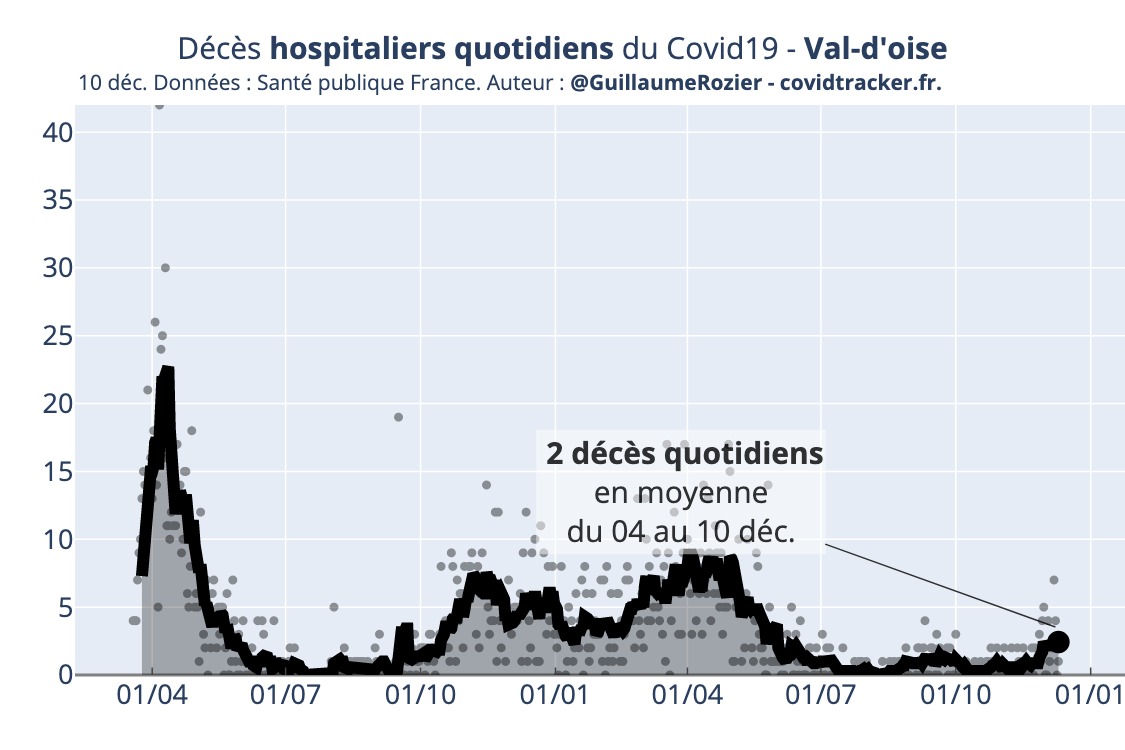 Décès hospitaliers quotidiens du Covid19 - Val-d'oise
10 déc. Données : Santé publique France. Auteur : @GuillaumeRozier - covidtracker.fr.
40
35
30
25
20
15
10
5
0
2 décès quotidiens
en moyenne
du 04 au 10 déc.
01/04 01/07 01/10 01/01 01/04 01/07 01/10 01/01